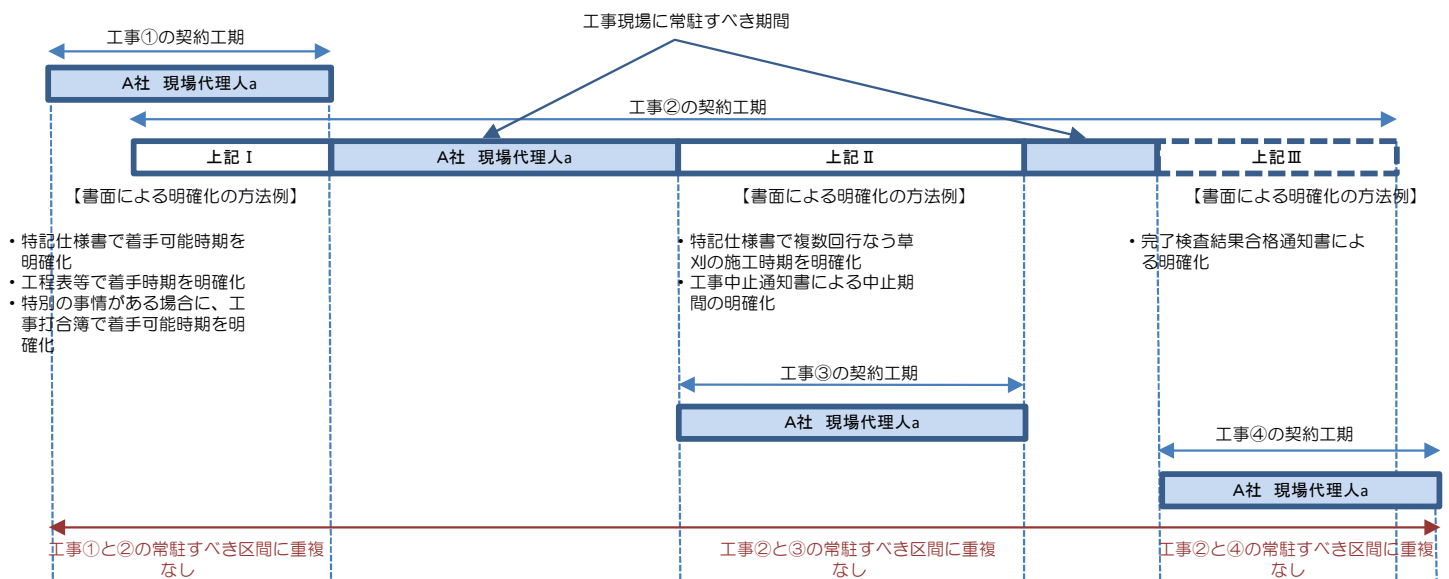 工事現場に常駐すべき期間
工事①の契約工期
A社 現場代理人a
工事②の契約工期
上記Ⅰ
A社 現場代理人a
上記Ⅱ
上記Ⅲ
【書面による明確化の方法例】
・特記仕様書で着手可能時期を
明確化
・工程表等で着手時期を明確化
・特別の事情がある場合に、工
事打合簿で着手可能時期を明
確化
【書面による明確化の方法例】
・特記仕様書で複数回行なう草
刈の施工時期を明確化
・工事中止通知書による中止期
間の明確化
【書面による明確化の方法例】
・完了検査結果合格通知書によ
る明確化
工事③の契約工期
A社 現場代理人a
工事④の契約工期
A社 現場代理人a
工事①と②の常駐すべき区間に重複
なし
工事②と③の常駐すべき区間に重複
なし
工事②と④の常駐すべき区間に重複
なし